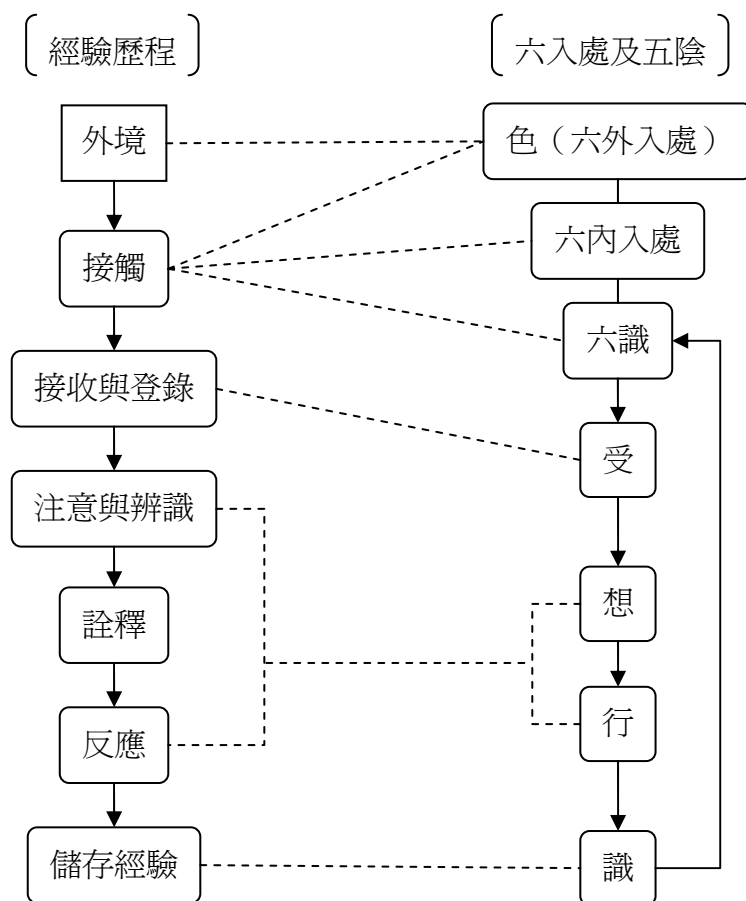 經驗歷程
六入處及五陰
外境
色（六外入處）
六內入處
接觸
六識
接收與登錄
受
注意與辨識
想
詮釋
行
反應
儲存經驗
識